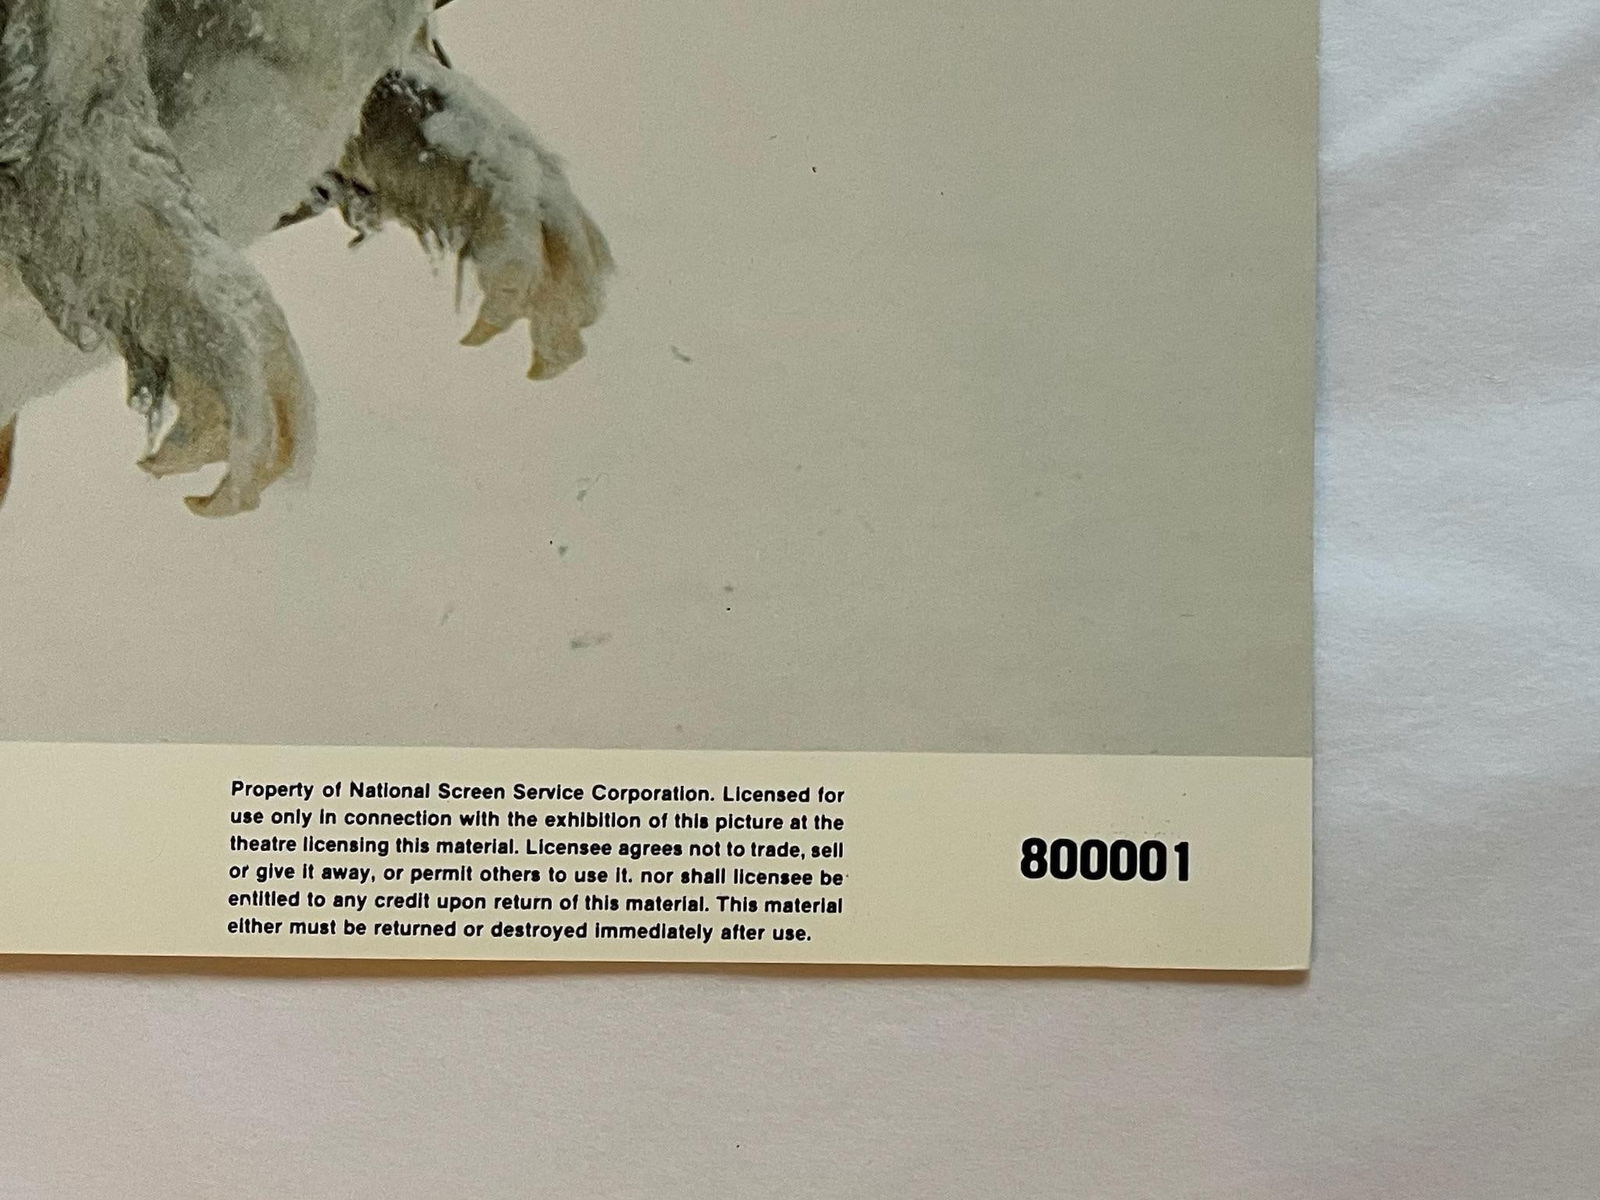 Property of National Screen Service Corporation. Licensed for
use only in connection with the exhibition of this picture at the
theatre licensing this material. Licensee agrees not to trade, sell
or give it away, or permit others to use it. nor shall licensee be
entitled to any credit upon return of this material. This material
either must be returned or destroyed immediately after use.
800001